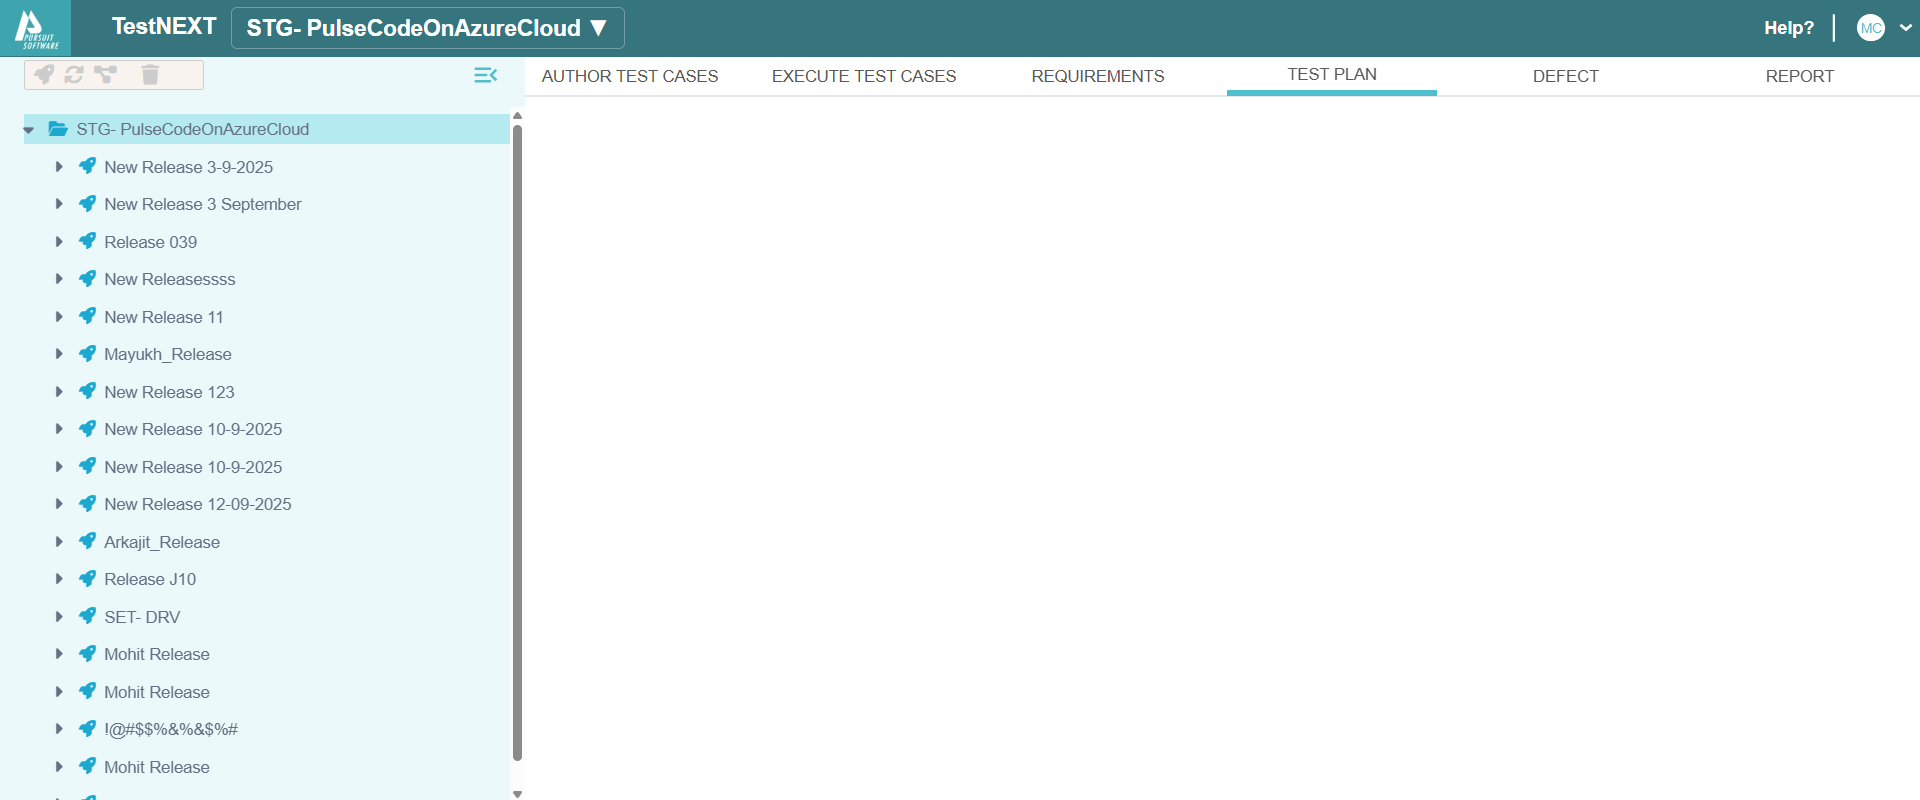 PURSUIT
SOFTWARE
TestNEXT
STG- PulseCodeOnAzureCloud ▼
Help?
MC
AUTHOR TEST CASES
EXECUTE TEST CASES
REQUIREMENTS
TEST PLAN
DEFECT
REPORT
STG- PulseCodeOnAzureCloud
New Release 3-9-2025
New Release 3 September
Release 039
New Releasessss
New Release 11
Mayukh_Release
New Release 123
New Release 10-9-2025
New Release 10-9-2025
New Release 12-09-2025
Arkajit_Release
Release J10
SET- DRV
Mohit Release
Mohit Release
!@#$$%&%&$%#
Mohit Release